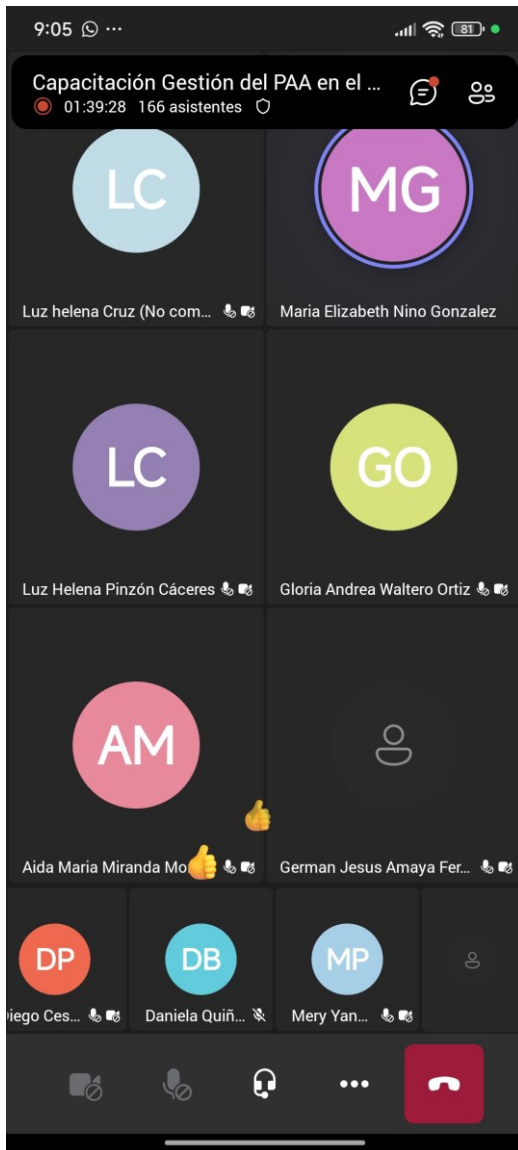 9:05 ...
81
Capacitación Gestión del PAA en el ...
01:39:28 166 asistentes
LC
MG
Luz helena Cruz (No com...
Maria Elizabeth Nino Gonzalez
LC
GO
Luz Helena Pinzón Cáceres
Gloria Andrea Waltero Ortiz
AM
Aida Maria Miranda Mo
German Jesus Amaya Fer...
DP
DB
MP
iego Ces...
Daniela Quiñ...
Mery Yan...